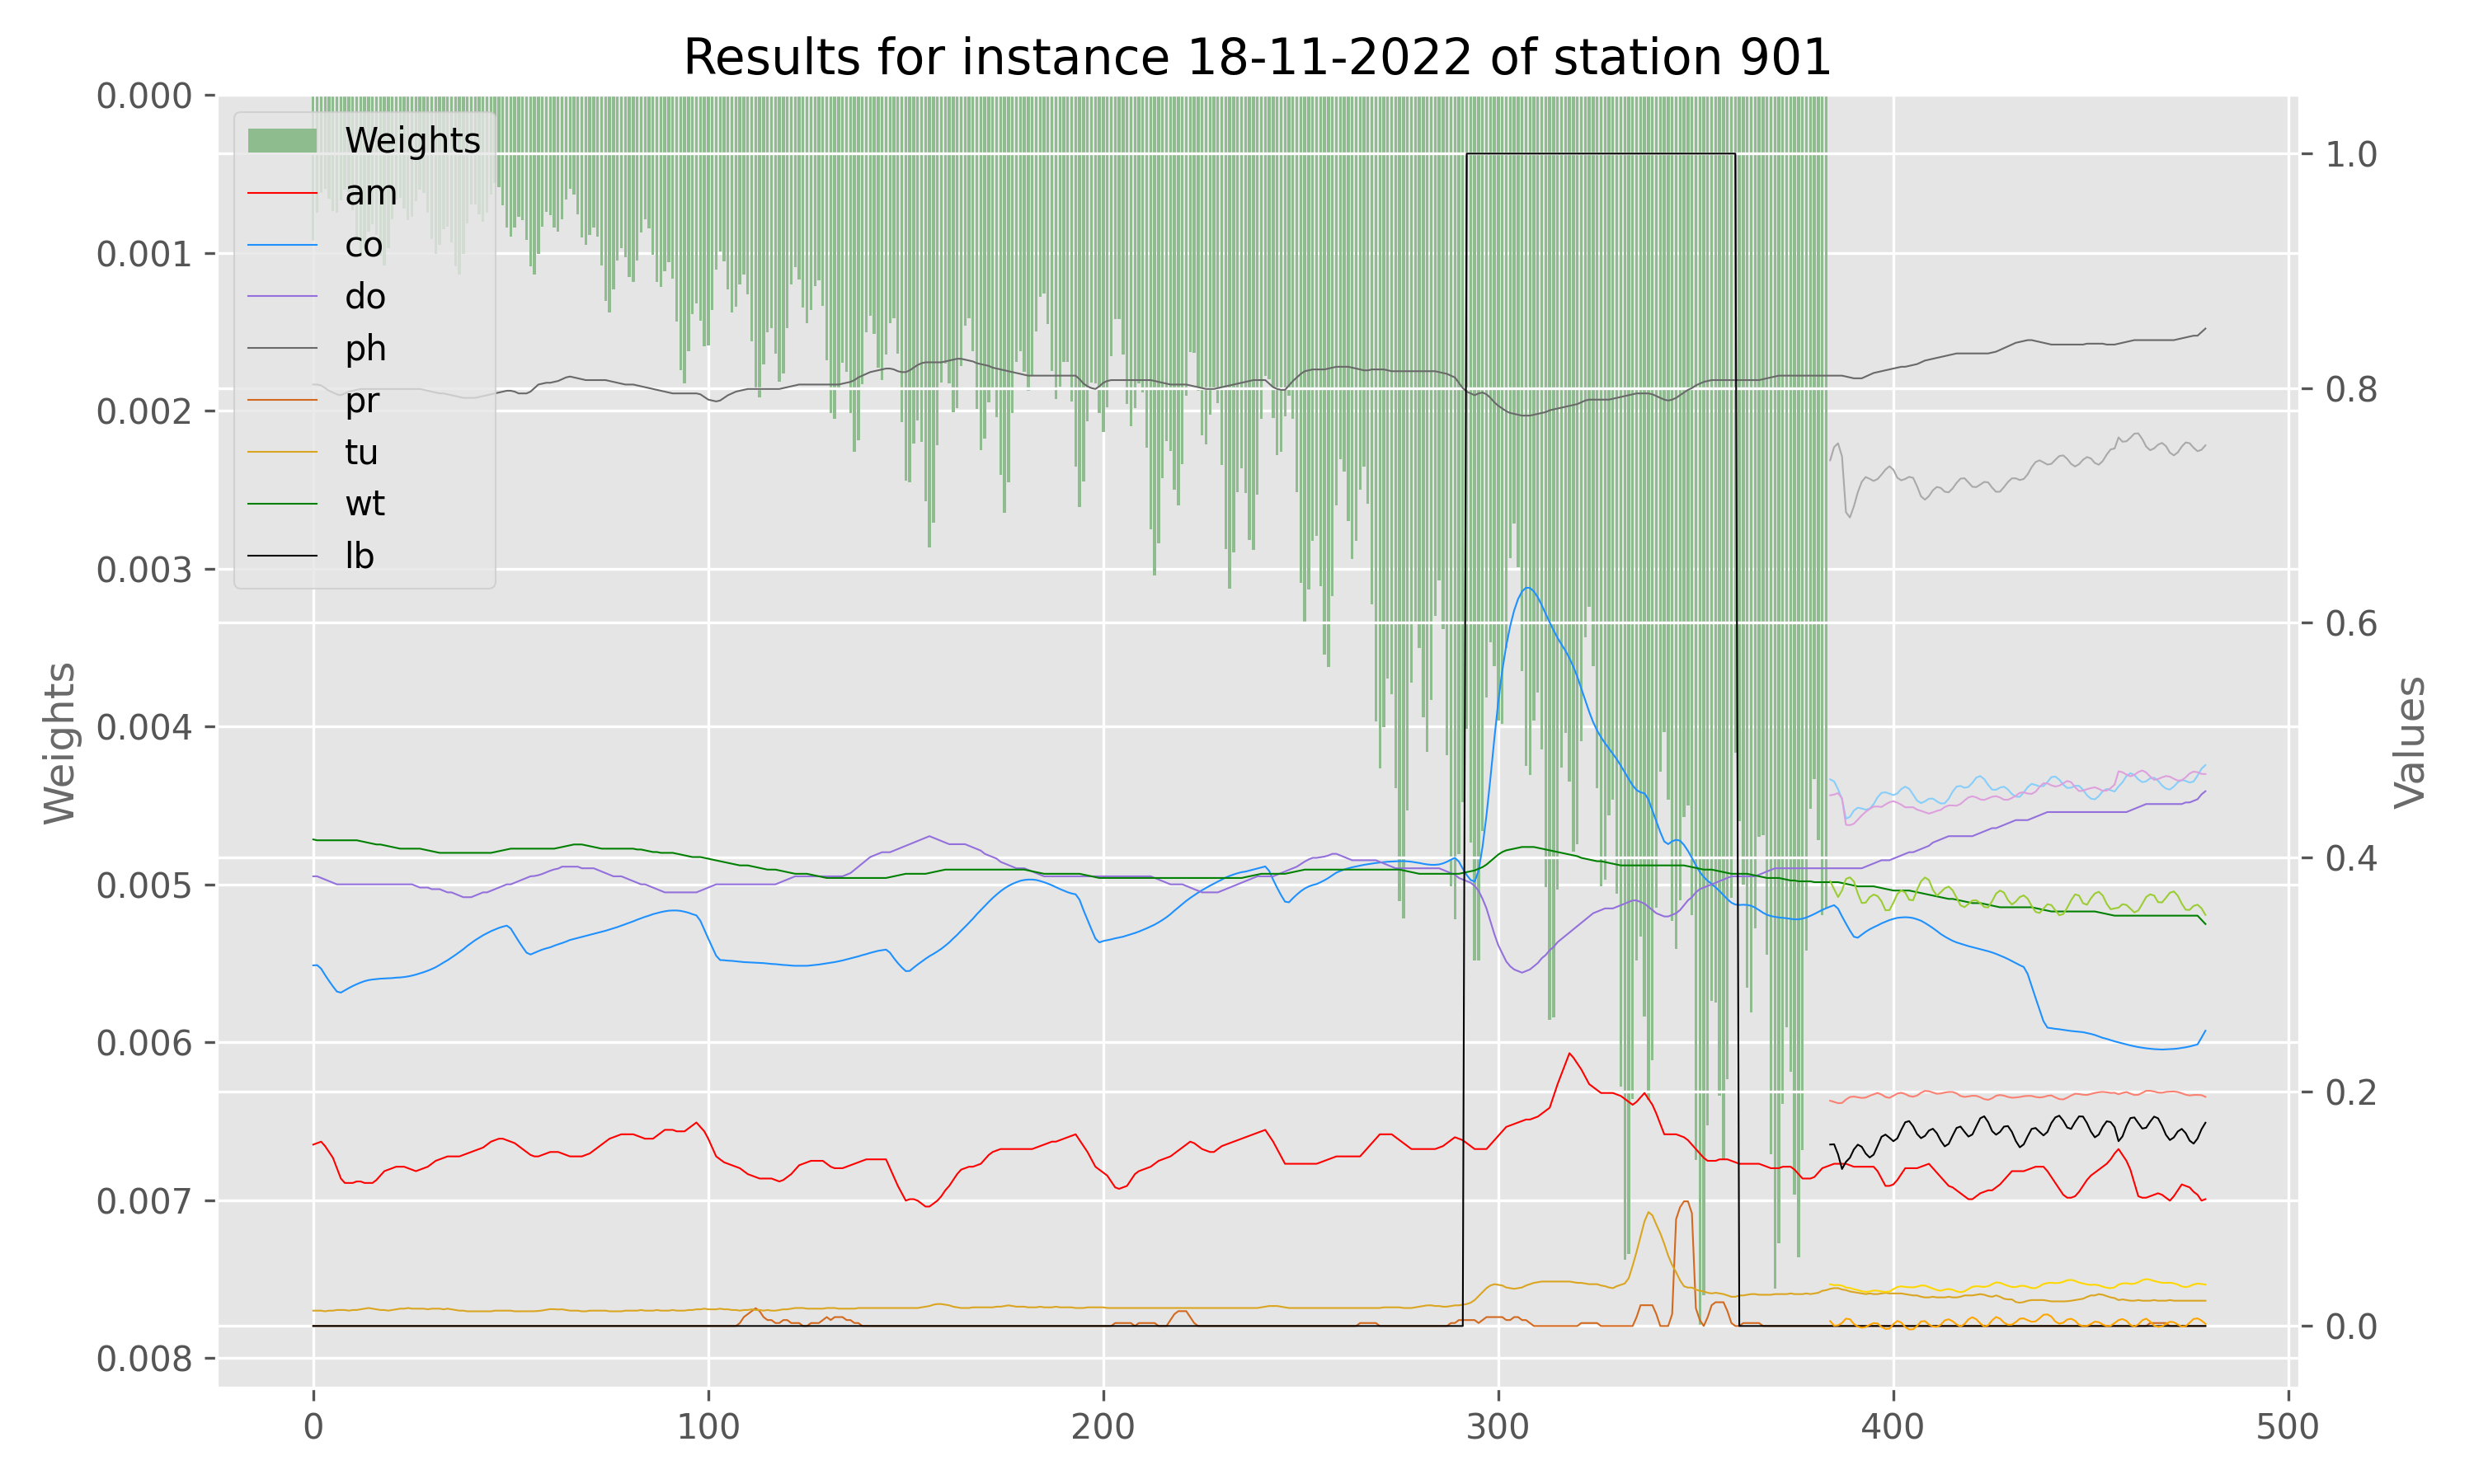 Results for instance 18-11-2022 of station 901
0.000
0.001
0.002
0.003
0.004
0.005
0.006
0.007
0.008
Weights
Weights
am
co
do
ph
pr
tu
wt
lb
1.0
0.8
0.6
0.4
0.2
0.0
Values
0
100
200
300
400
500